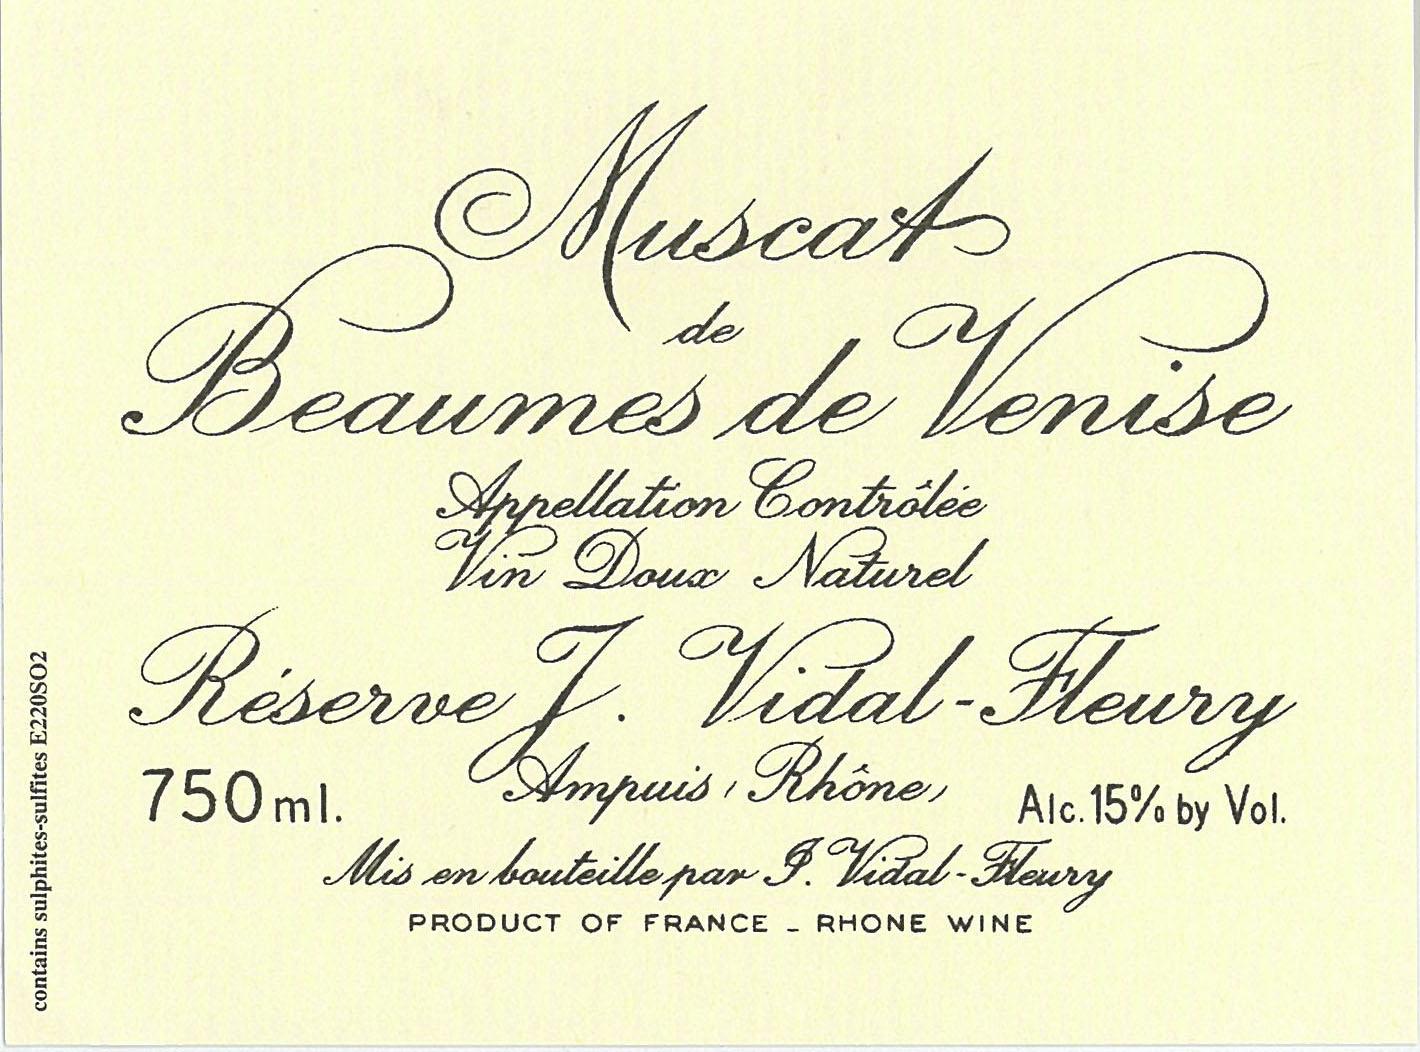 Muscat
de
Beaumes de Venise
Appellation Contrôlée
Vin Doux Naturel
Réserve J. Vidal-Fleury
Ampuis (Rhône)
750 ml.
Alc. 15% by Vol.
Mis en bouteille par J. Vidal-Fleury
PRODUCT OF FRANCE - RHONE WINE
contains sulphites-sulfites E220SO2